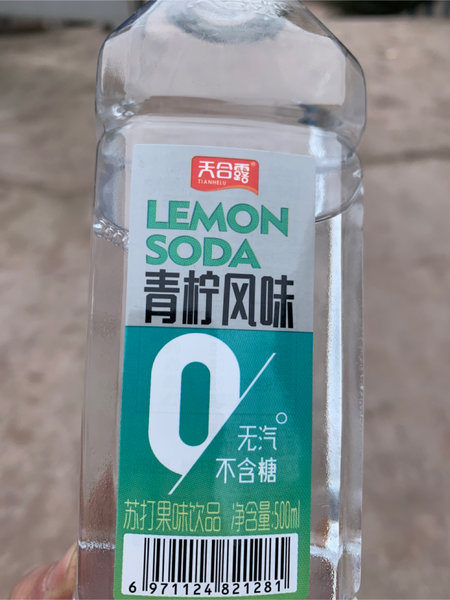 天合露®
TIANHELU
LEMON
SODA
青柠风味
0
无汽
不含糖
苏打果味饮品 净含量:500ml
6 971124 821281